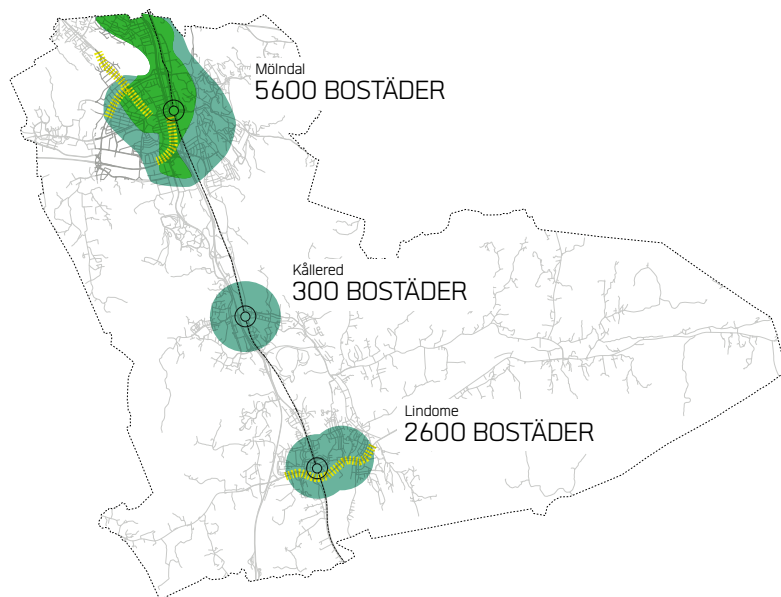 Mölndal
5600 BOSTÄDER
Kållered
300 BOSTÄDER
Lindome
2600 BOSTÄDER